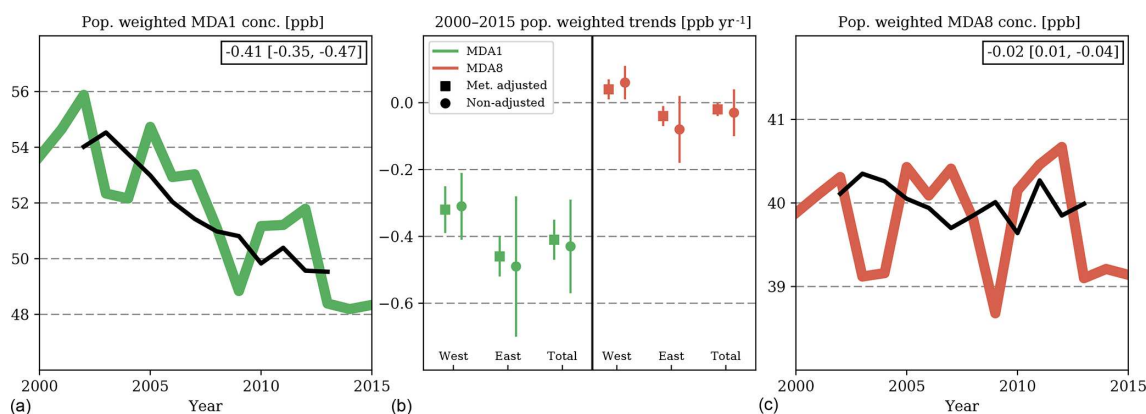 Pop. weighted MDA1 conc. [ppb]
-0.41 [-0.35, -0.47]
56
54
52
50
48
2000
2005
2010
2015
Year
(a)
2000–2015 pop. weighted trends [ppb yr⁻¹]
MDA1
MDA8
Met. adjusted
Non-adjusted
0.0
−0.2
−0.4
−0.6
West
East
Total
West
East
Total
(b)
Pop weighted MDA8 conc. [ppb]
-0.02 [0.01, -0.04]
41
40
39
2000
2005
2010
2015
Year
(c)